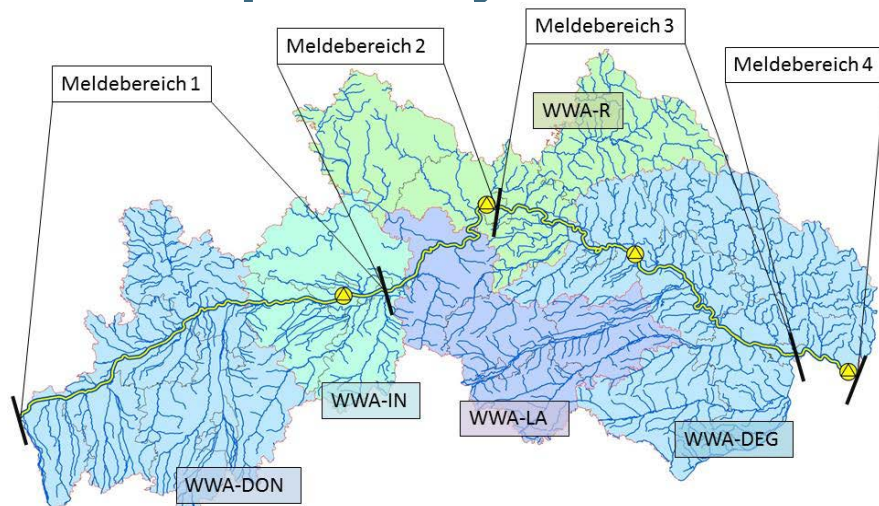 Meldebereich 1
Meldebereich 2
Meldebereich 3
Meldebereich 4
WWA-R
WWA-IN
WWA-LA
WWA-DEG
WWA-DON